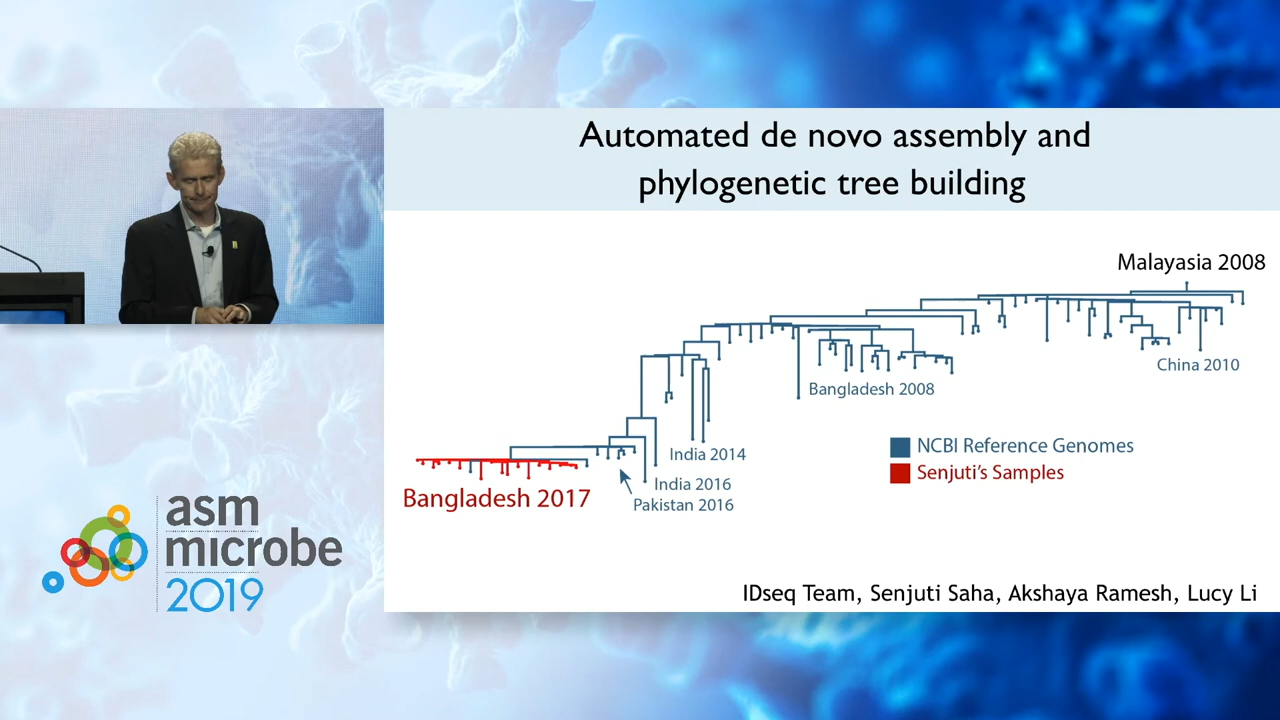 Automated de novo assembly and
phylogenetic tree building
Malayasia 2008
China 2010
Bangladesh 2008
NCBI Reference Genomes
India 2014
Senjuti's Samples
India 2016
Bangladesh 2017
Pakistan 2016
IDseq Team, Senjuti Saha, Akshaya Ramesh, Lucy Li
asm
microbe
2019